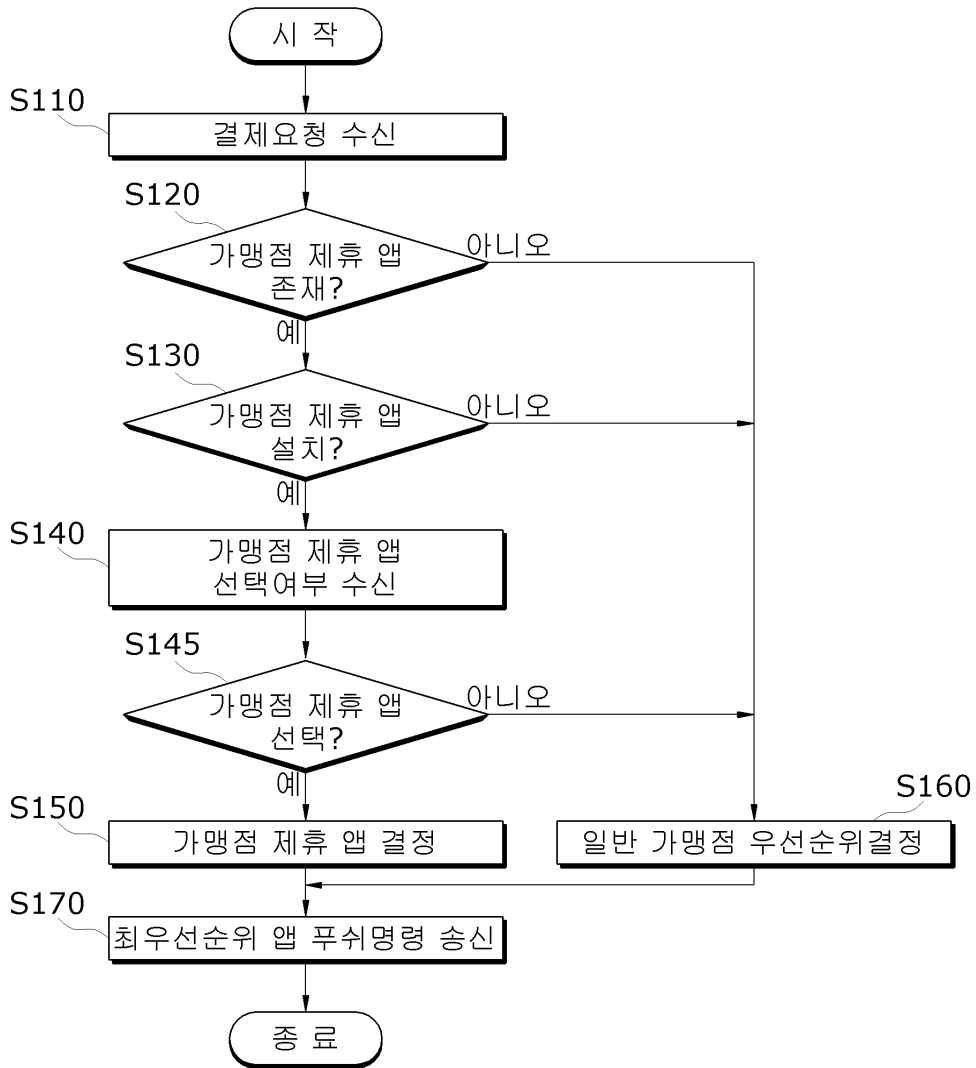 시 작
S110
결제요청 수신
S120
가맹점 제휴 앱
존재?
아니오
예
S130
가맹점 제휴 앱
설치?
아니오
예
S140
가맹점 제휴 앱
선택여부 수신
S145
가맹점 제휴 앱
선택?
아니오
예
S150
가맹점 제휴 앱 결정
S160
일반 가맹점 우선순위결정
S170
최우선순위 앱 푸쉬명령 송신
종 료